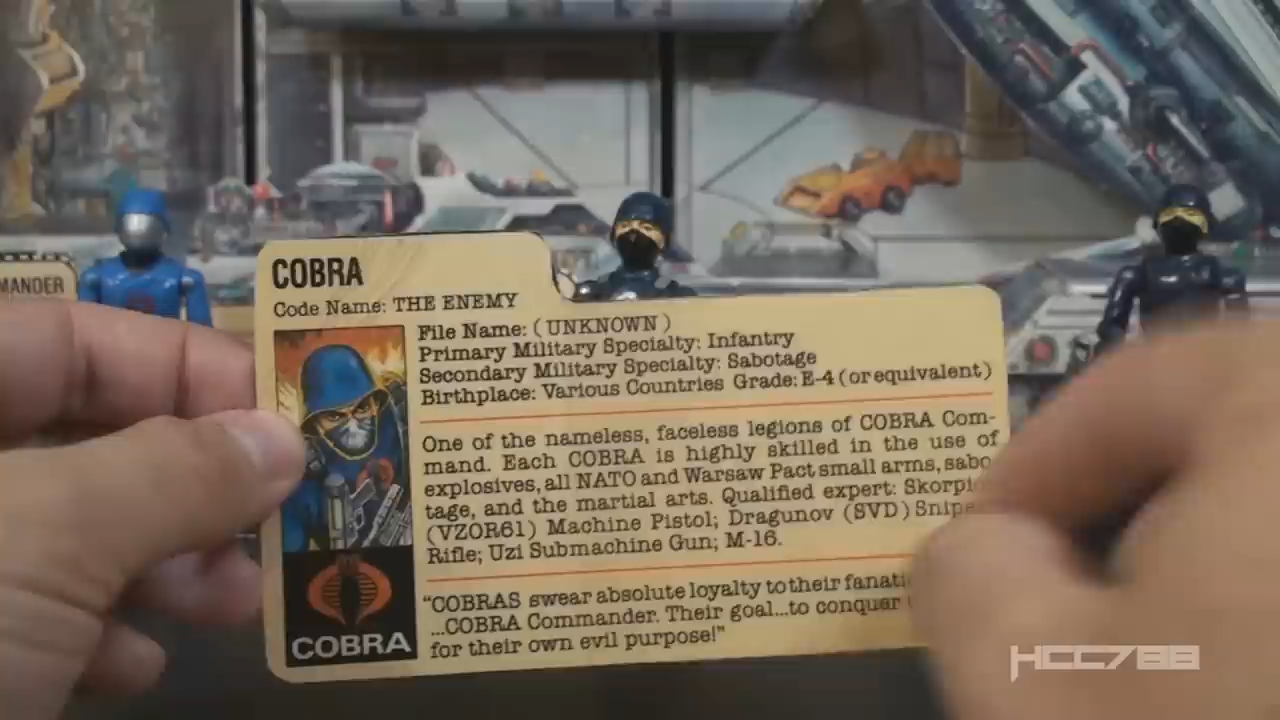 MANDER
COBRA
Code Name: THE ENEMY
File Name: (UNKNOWN)
Primary Military Specialty: Infantry
Secondary Military Specialty: Sabotage
Birthplace: Various Countries Grade: E-4 (or equivalent)
One of the nameless, faceless legions of COBRA Com-
mand. Each COBRA is highly skilled in the use of
explosives, all NATO and Warsaw Pact small arms, sabo
tage, and the martial arts. Qualified expert: Skorpio
(VZOR61) Machine Pistol; Dragunov (SVD) Snipe
Rifle; Uzi Submachine Gun; M-16.
"COBRAS swear absolute loyalty to their fanati
...COBRA Commander. Their goal...to conquer
for their own evil purpose!"
COBRA
HCC788